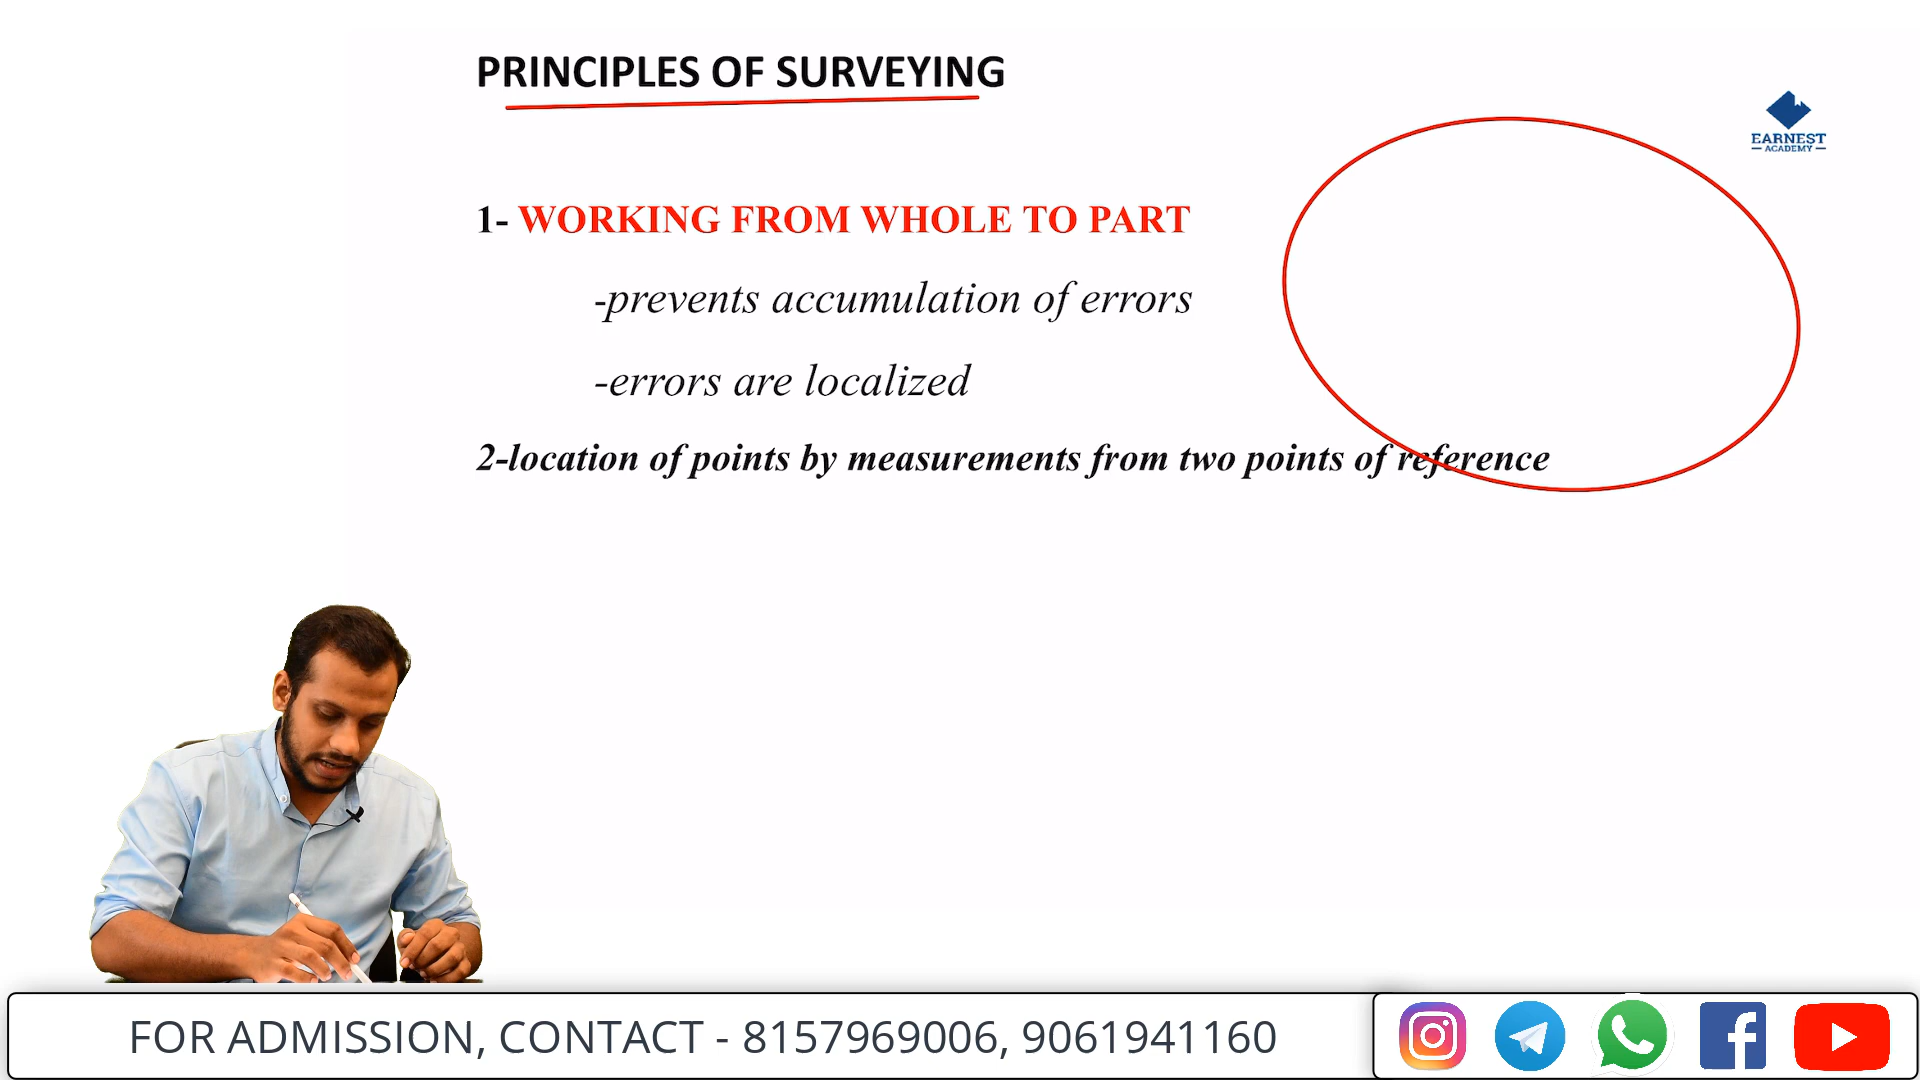 PRINCIPLES OF SURVEYING
EARNEST
ACADEMY
1- WORKING FROM WHOLE TO PART
-prevents accumulation of errors
-errors are localized
2-location of points by measurements from two points of reference
FOR ADMISSION, CONTACT - 8157969006, 9061941160